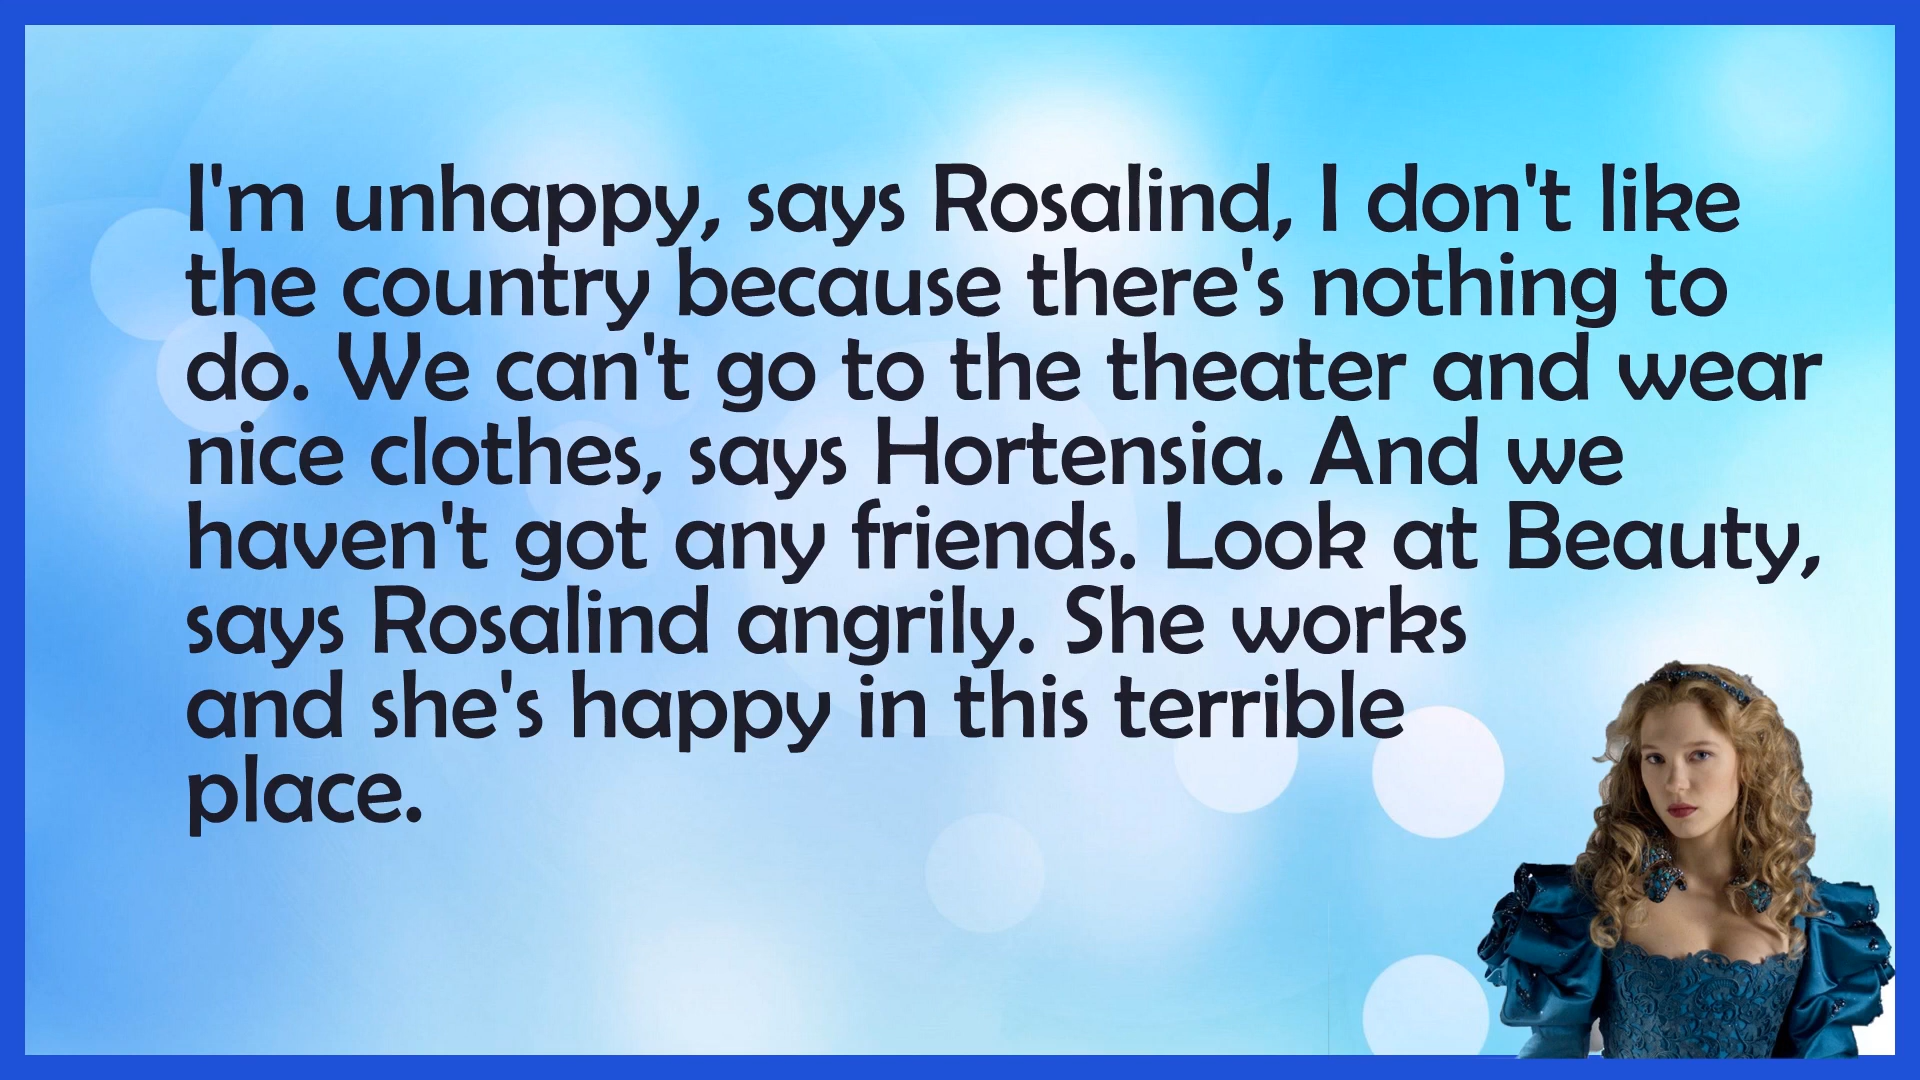 I'm unhappy, says Rosalind, I don't like
the country because there's nothing to
do. We can't go to the theater and wear
nice clothes, says Hortensia. And we
haven't got any friends. Look at Beauty,
says Rosalind angrily. She works
and she's happy in this terrible
place.